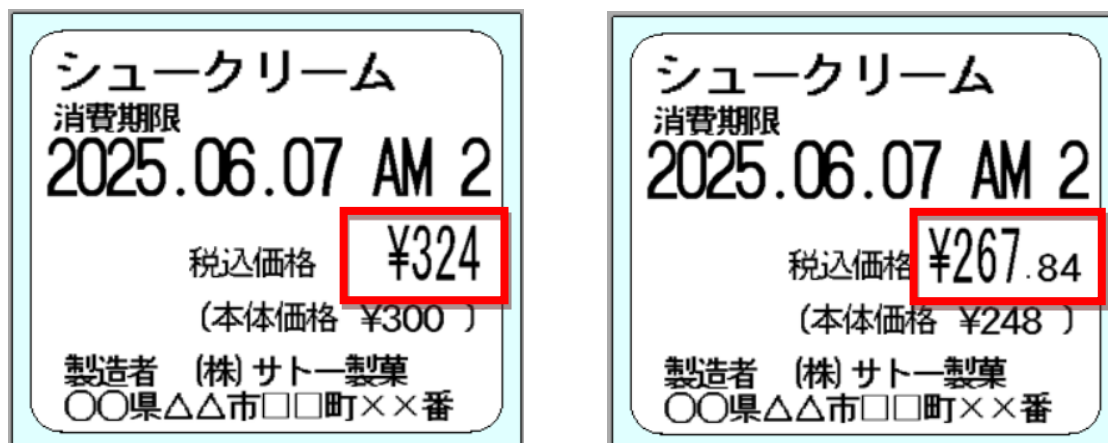 シュークリーム
消費期限
2025.06.07 AM 2
税込価格 ¥324
(本体価格 ¥300 )
製造者 (株)サトー製菓
〇〇県△△市□□町××番
シュークリーム
消費期限
2025.06.07 AM 2
税込価格 ¥267.84
(本体価格 ¥248 )
製造者 (株)サトー製菓
〇〇県△△市□□町××番